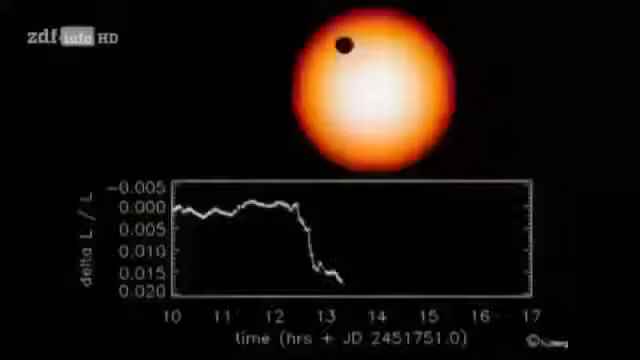 zdf info HD
-0.005
0.000
0.005
0.010
0.015
0.020
delta L / L
10 11 12 13 14 15 16 17
time (hrs + JD 2451751.0)
©